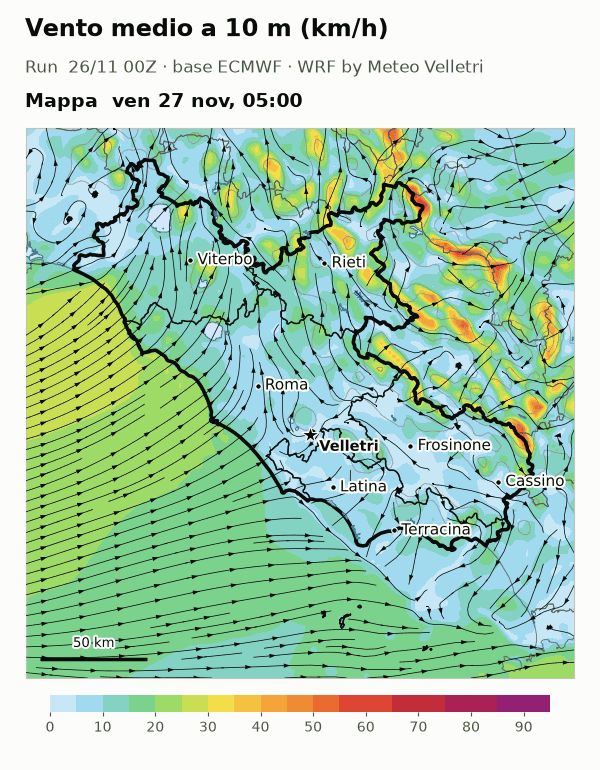 Vento medio a 10 m (km/h)
Run  26/11 00Z · base ECMWF · WRF by Meteo Velletri
Mappa  ven 27 nov, 05:00
Viterbo
Rieti
Roma
Velletri
Frosinone
Latina
Cassino
Terracina
50 km
0 10 20 30 40 50 60 70 80 90